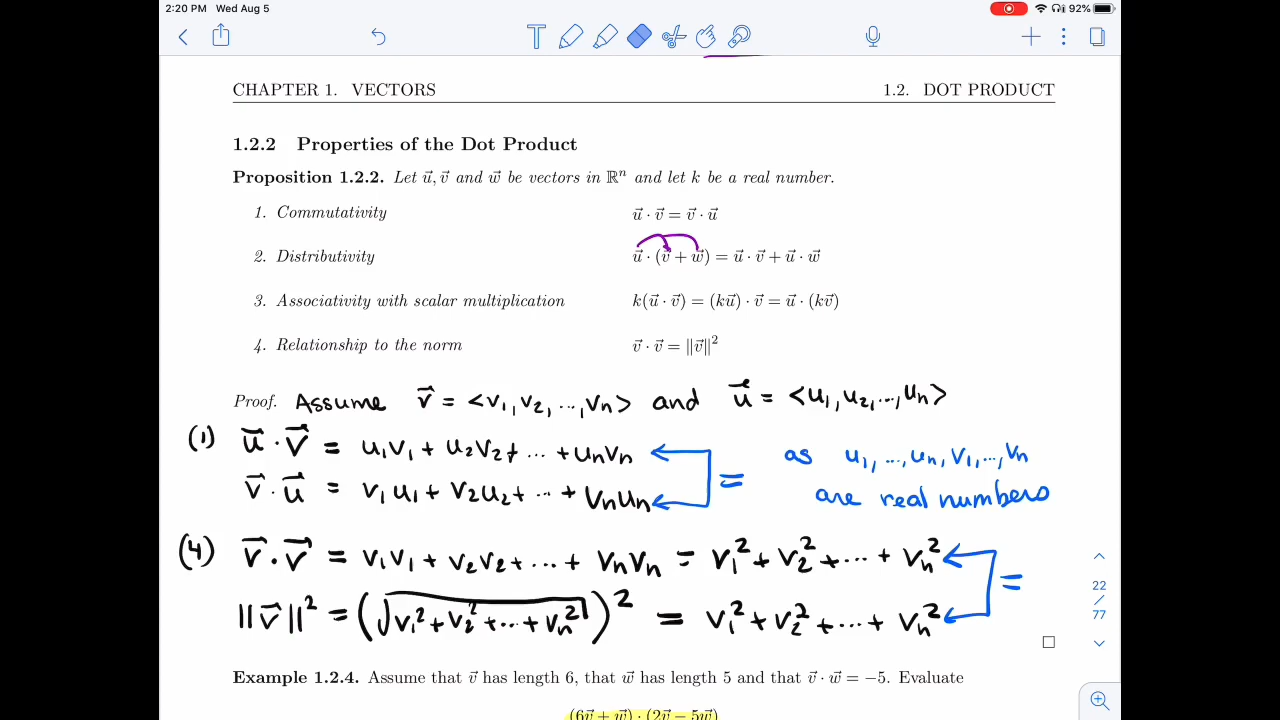 2:20 PM Wed Aug 5 92%
CHAPTER 1. VECTORS 1.2. DOT PRODUCT
1.2.2 Properties of the Dot Product
Proposition 1.2.2. Let u⃗, v⃗ and w⃗ be vectors in ℝⁿ and let k be a real number.
1. Commutativity u⃗ · v⃗ = v⃗ · u⃗
2. Distributivity u⃗ · (v⃗ + w⃗) = u⃗ · v⃗ + u⃗ · w⃗
3. Associativity with scalar multiplication k(u⃗ · v⃗) = (ku⃗) · v⃗ = u⃗ · (kv⃗)
4. Relationship to the norm v⃗ · v⃗ = ‖v⃗‖²
Proof. Assume v⃗ = <v₁, v₂, ..., vₙ> and u⃗ = <u₁, u₂, ..., uₙ>
(1) u⃗ · v⃗ = u₁v₁ + u₂v₂ + ... + uₙvₙ as u₁, ..., uₙ, v₁, ..., vₙ
v⃗ · u⃗ = v₁u₁ + v₂u₂ + ... + vₙuₙ = are real numbers
(4) v⃗ · v⃗ = v₁v₁ + v₂v₂ + ... + vₙvₙ = v₁² + v₂² + ... + vₙ² =
‖v⃗‖² = (√(v₁² + v₂² + ... + vₙ²))² = v₁² + v₂² + ... + vₙ²
22
/
77
□
Example 1.2.4. Assume that v⃗ has length 6, that w⃗ has length 5 and that v⃗ · w⃗ = −5. Evaluate
(6v⃗ + w⃗) · (2v⃗ − 5w⃗)